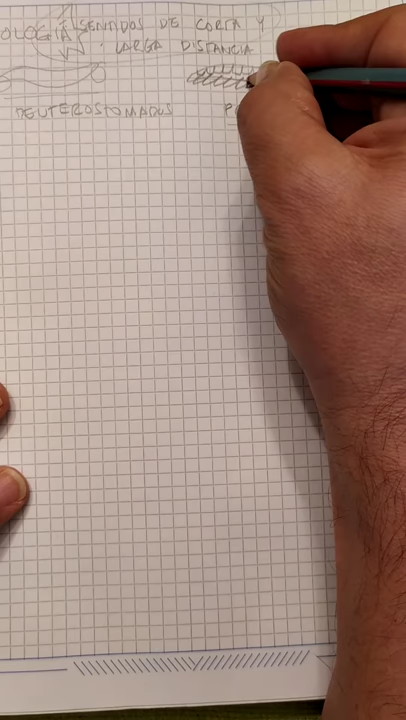 OLOGÍA SENTIDOS DE CORTA Y
LARGA DISTANCIA
DEUTEROSTOMADOS P